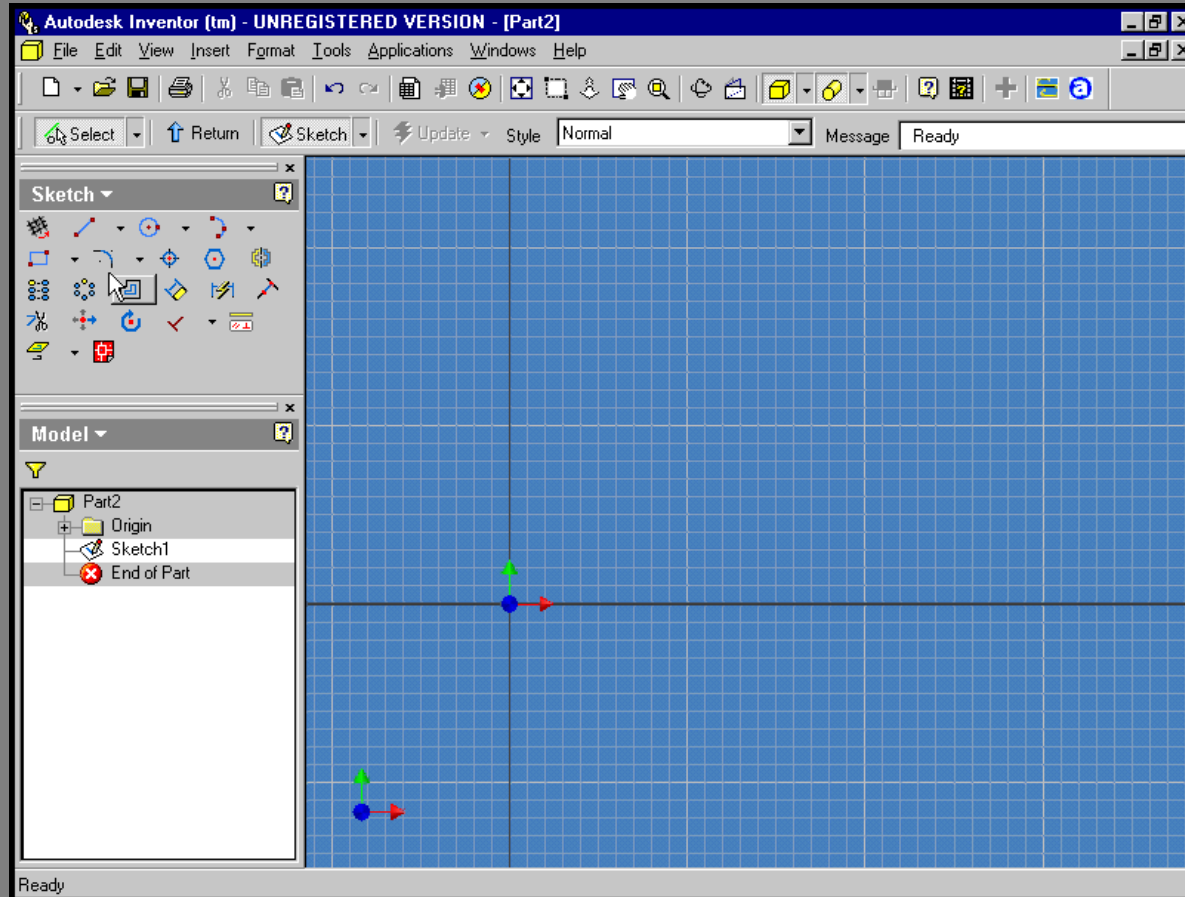 Autodesk Inventor (tm) - UNREGISTERED VERSION - [Part2]
File Edit View Insert Format Tools Applications Windows Help
Select Return Sketch Update Style Normal Message Ready
Sketch
Model
Part2
Origin
Sketch1
End of Part
Ready